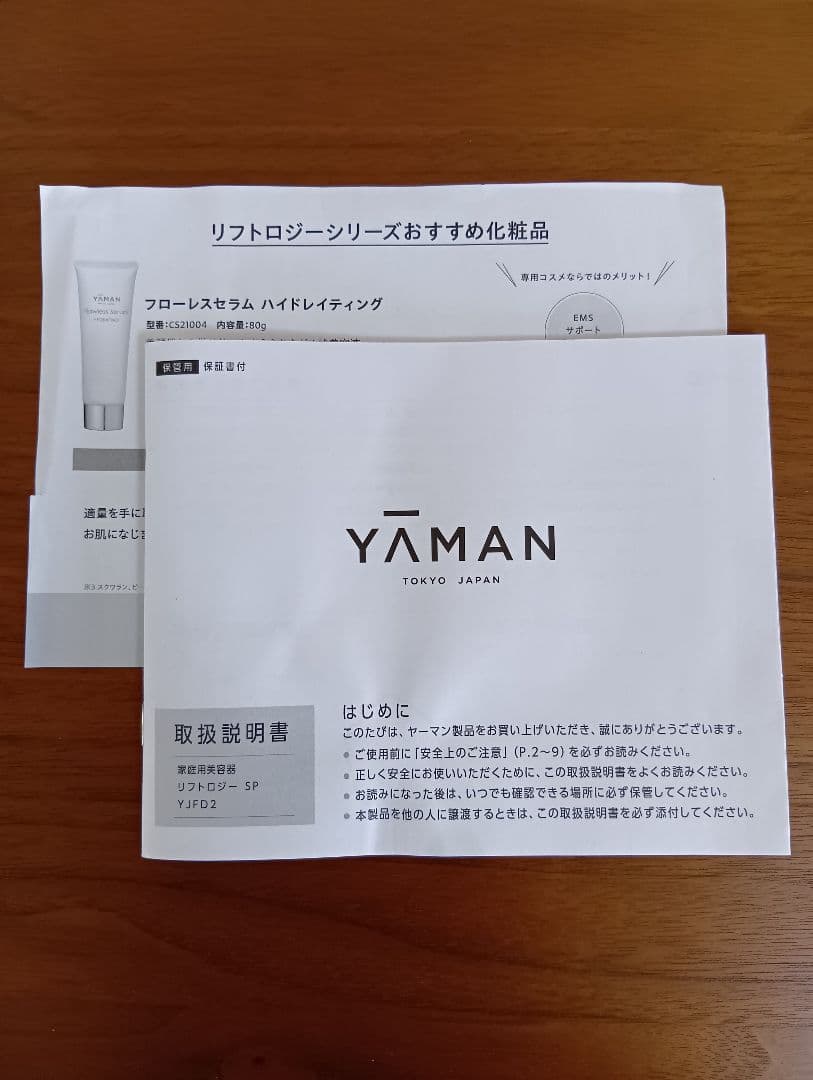 リフトロジーシリーズおすすめ化粧品
専用コスメならではのメリット!
YĀMAN
Flawless Serum
フローレスセラム ハイドレイティング
型番:CS21004 内容量:80g
EMS
サポート
適量を手に
お肌になじ
※3 スクワラン、ビー
保管用 保証書付
YĀMAN
TOKYO JAPAN
取扱説明書
家庭用美容器
リフトロジー SP
YJFD2
はじめに
このたびは、ヤーマン製品をお買い上げいただき、誠にありがとうございます。
● ご使用前に「安全上のご注意」(P.2〜9)を必ずお読みください。
● 正しく安全にお使いいただくために、この取扱説明書をよくお読みください。
● お読みになった後は、いつでも確認できる場所に必ず保管してください。
● 本製品を他の人に譲渡するときは、この取扱説明書を必ず添付してください。